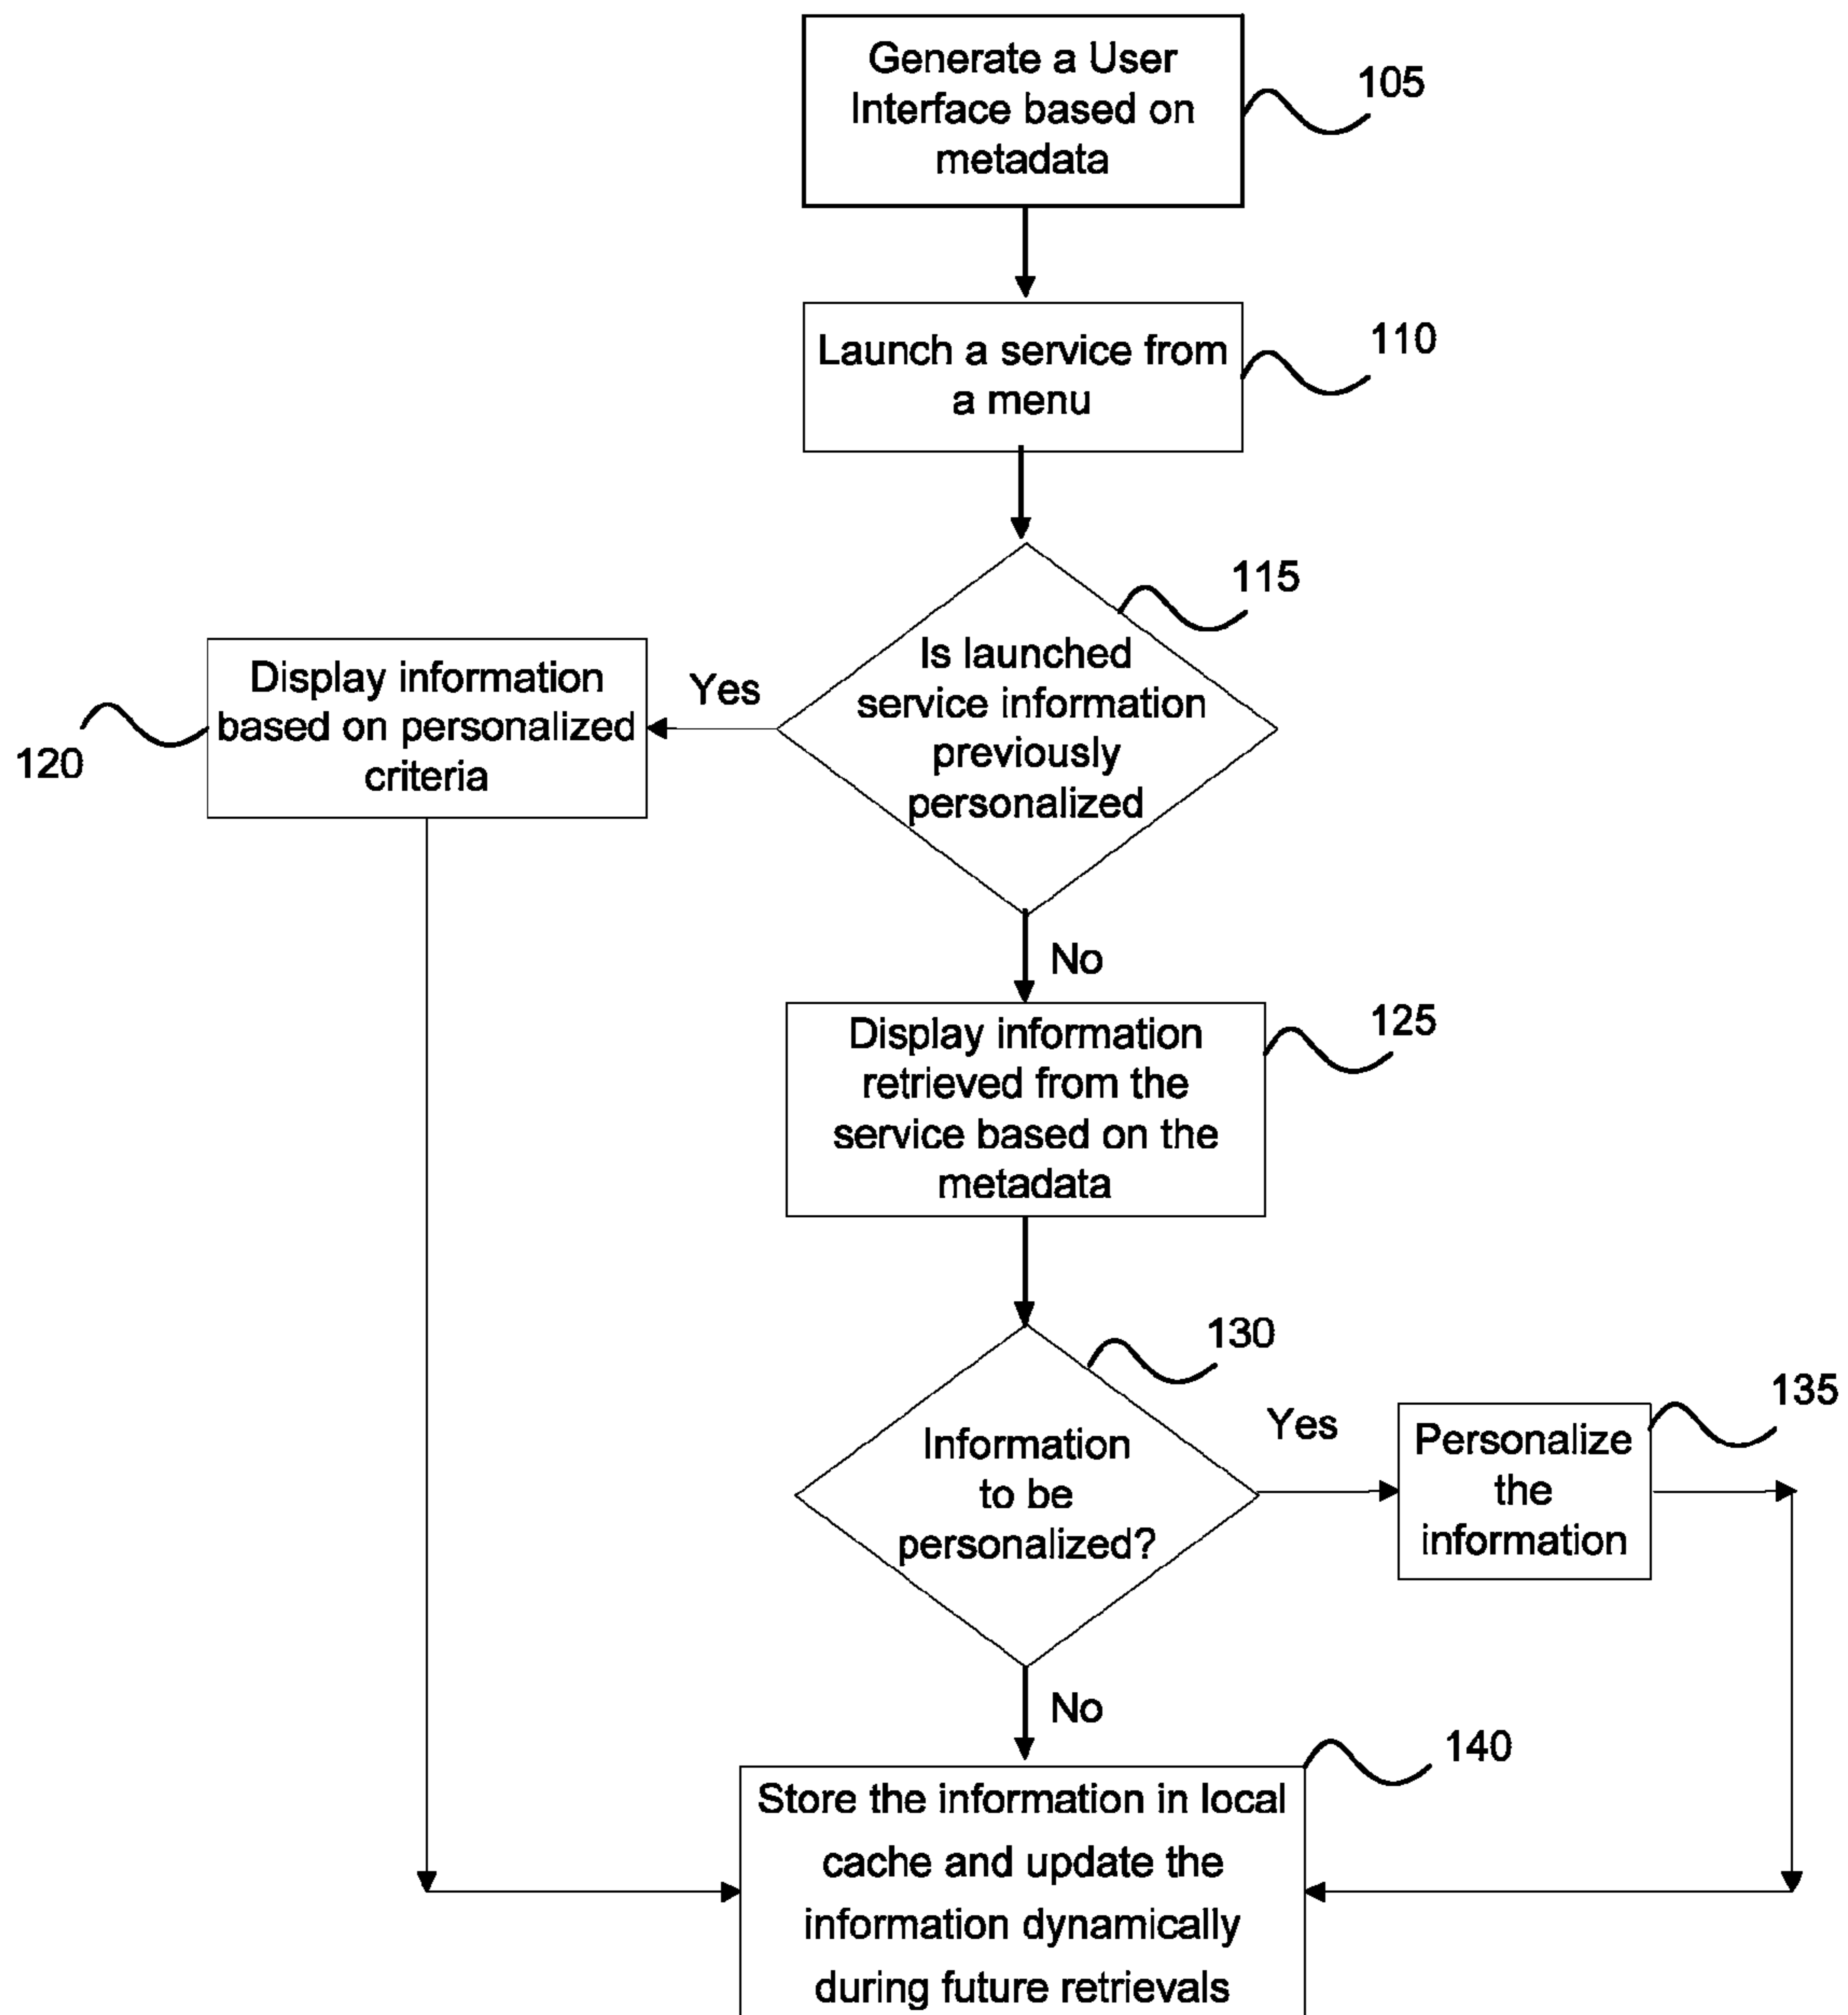 Generate a User
Interface based on
metadata
105
Launch a service from
a menu
110
115
Is launched
service information
previously
personalized
Yes
Display information
based on personalized
criteria
120
No
Display information
retrieved from the
service based on the
metadata
125
130
Information
to be
personalized?
Yes
Personalize
the
information
135
No
140
Store the information in local
cache and update the
information dynamically
during future retrievals